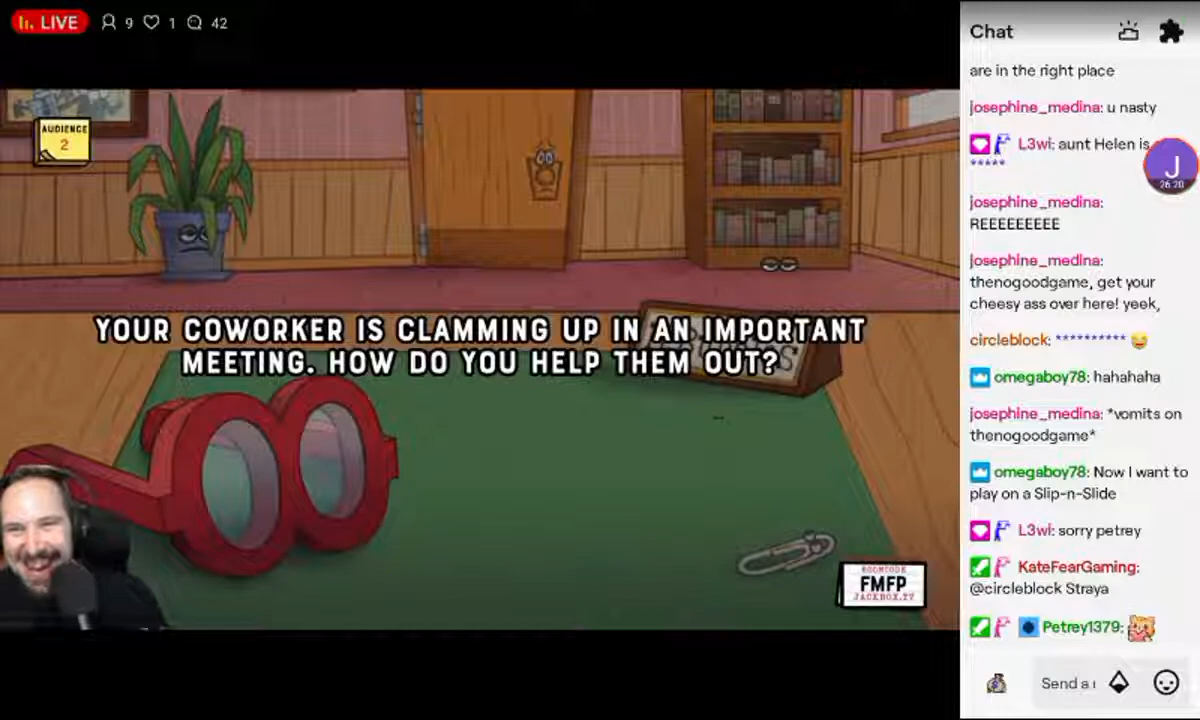 LIVE 9 1 42
AUDIENCE
2
YOUR COWORKER IS CLAMMING UP IN AN IMPORTANT
MEETING. HOW DO YOU HELP THEM OUT?
ROOMCODE
FMFP
JACKBOX.TV
Chat
are in the right place
josephine_medina: u nasty
L3wi: aunt Helen is
*****
J
26:20
josephine_medina:
REEEEEEEEE
josephine_medina:
thenogoodgame, get your
cheesy ass over here! yeek,
circleblock: **********
omegaboy78: hahahaha
josephine_medina: *vomits on
thenogoodgame*
omegaboy78: Now I want to
play on a Slip-n-Slide
L3wi: sorry petrey
KateFearGaming:
@circleblock Straya
Petrey1379:
Send a